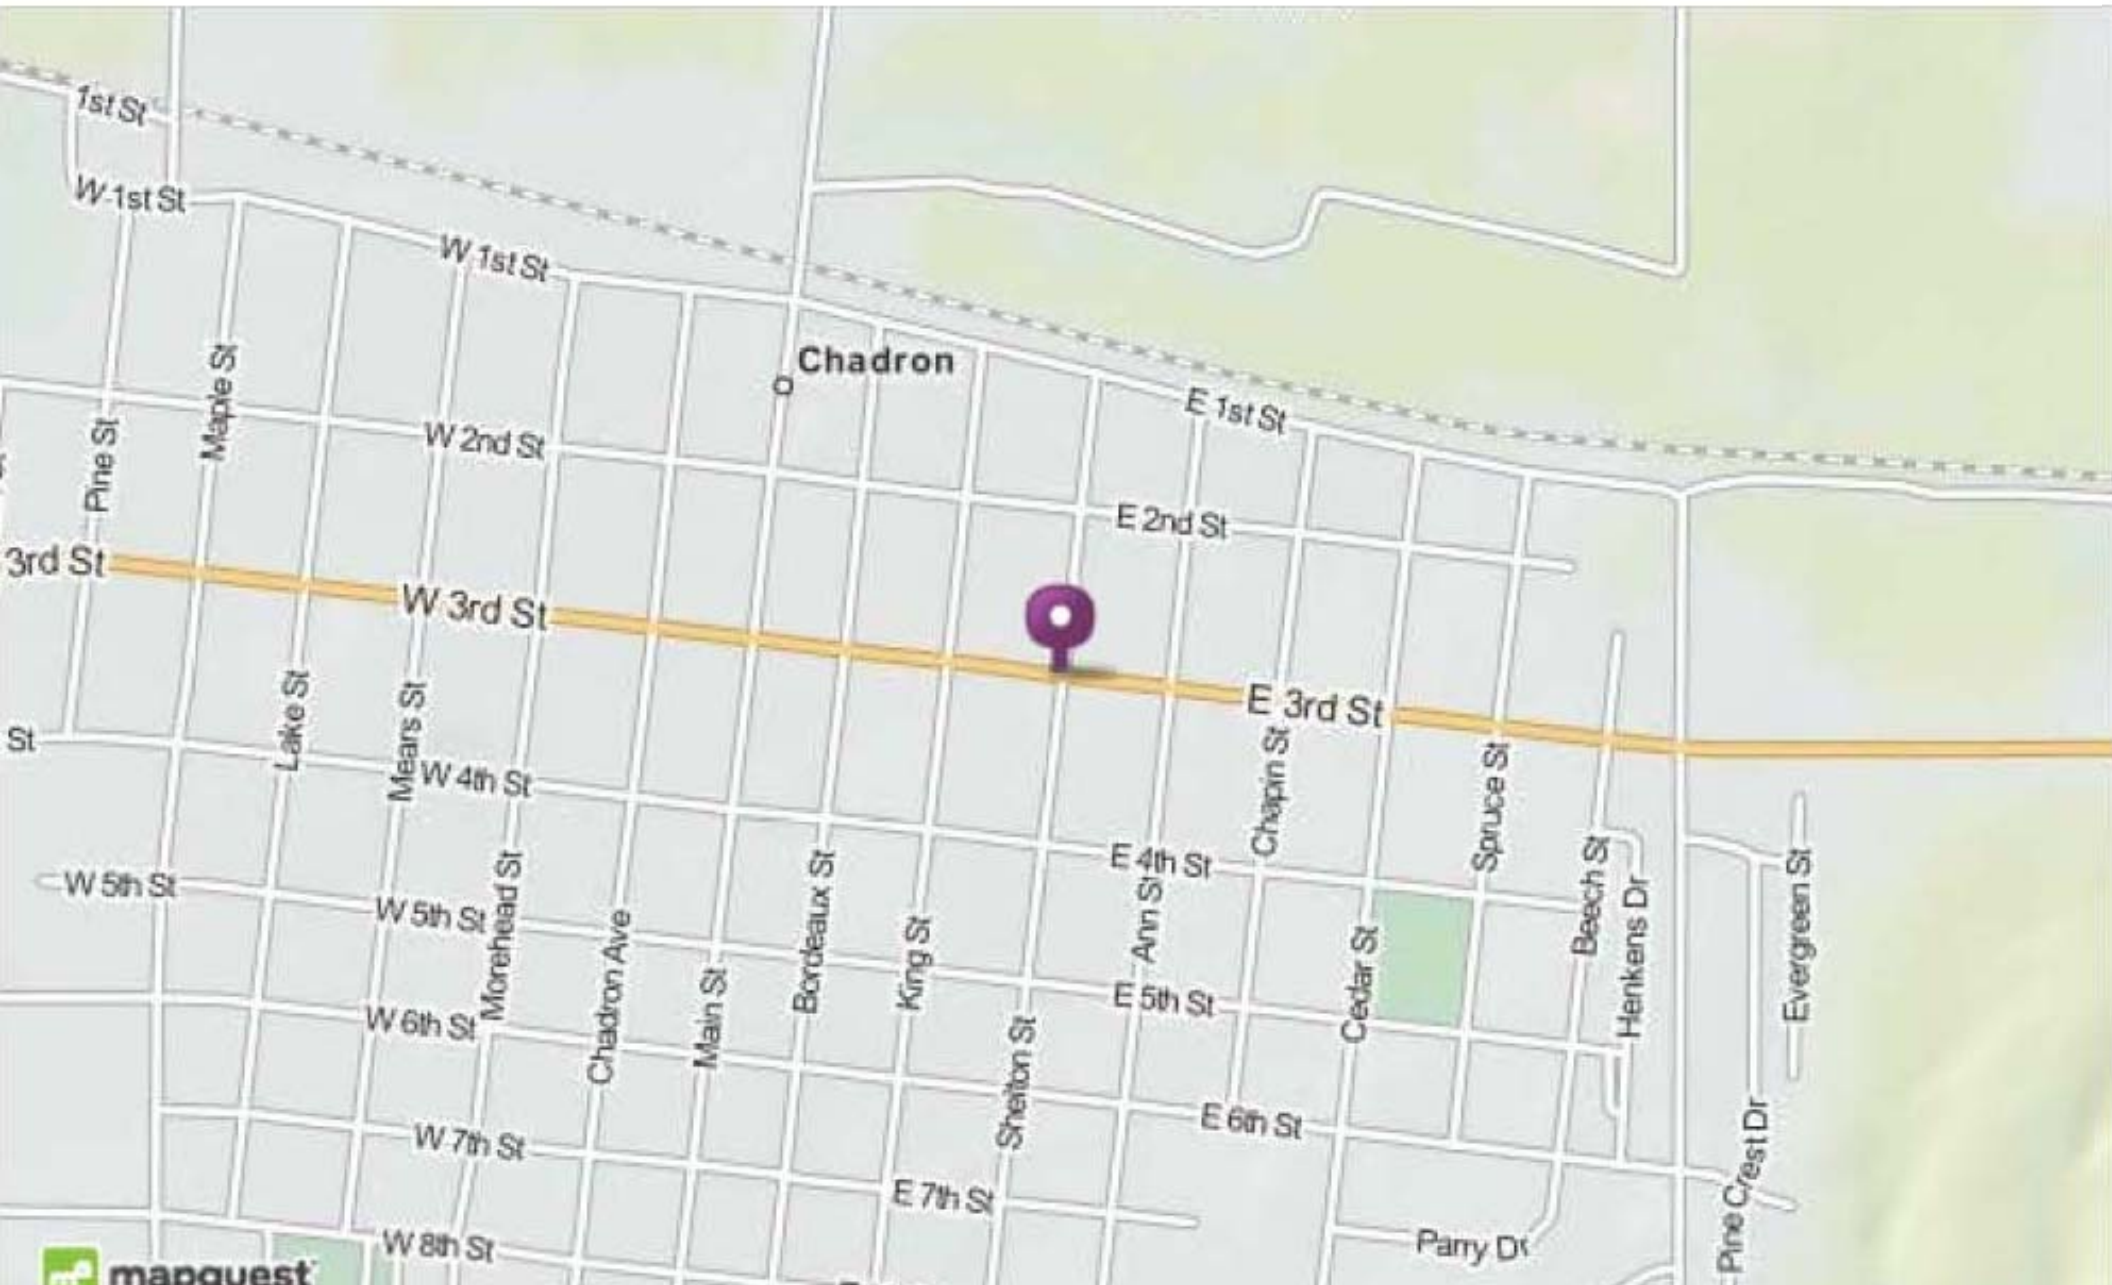 1st St
W 1st St
W 1st St
Chadron
Maple St
E 1st St
Pine St
W 2nd St
E 2nd St
3rd St
W 3rd St
E 3rd St
Lake St
Mears St
St
W 4th St
Chapin St
Spruce St
E 4th St
W 5th St
W 5th St
Morehead St
Chadron Ave
Main St
Bordeaux St
King St
Ann St
Beech St
Henkens Dr
Evergreen St
Cedar St
E 5th St
W 6th St
Shelton St
E 6th St
W 7th St
E 7th St
Pine Crest Dr
W 8th St
Parry Dr
mapquest